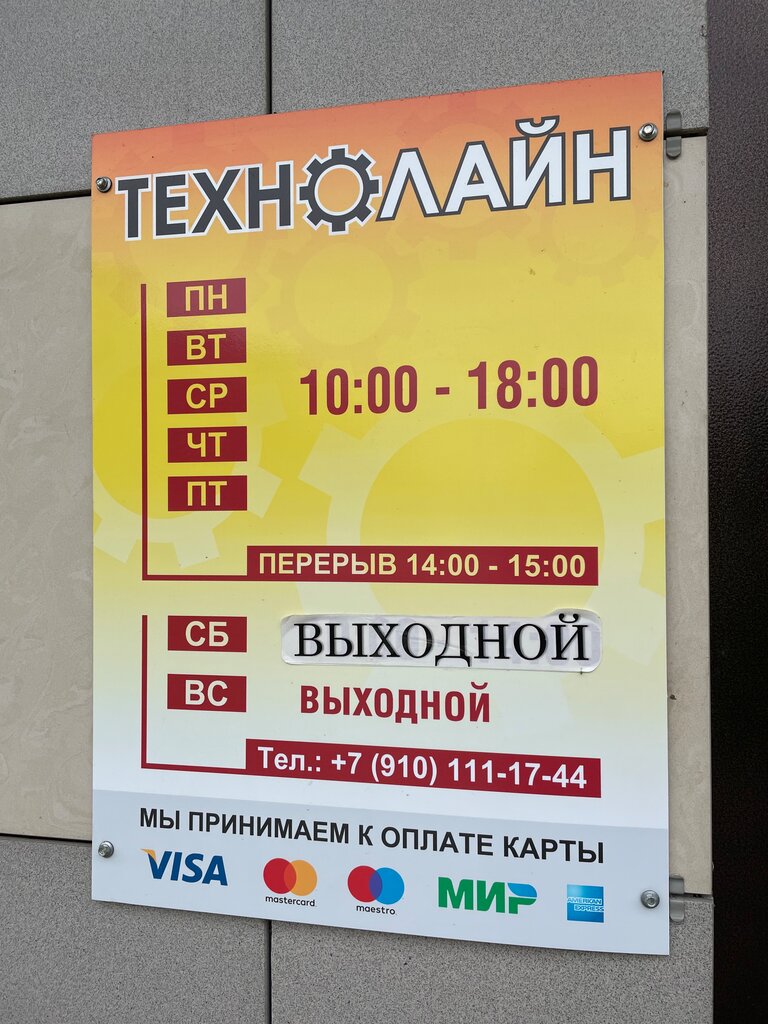 ТЕХНОЛАЙН
ПН
ВТ
СР
10:00 - 18:00
ЧТ
ПТ
ПЕРЕРЫВ 14:00 - 15:00
СБ ВЫХОДНОЙ
ВС ВЫХОДНОЙ
Тел.: +7 (910) 111-17-44
МЫ ПРИНИМАЕМ К ОПЛАТЕ КАРТЫ
VISA mastercard. maestro. МИР AMERICAN EXPRESS